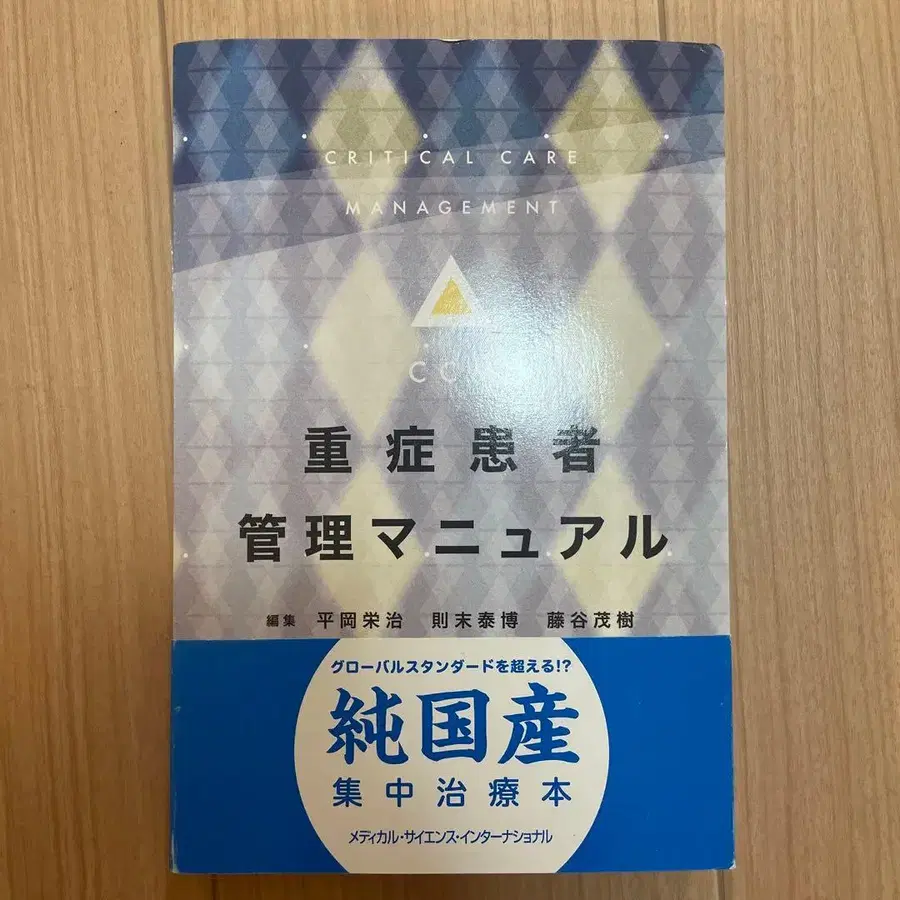 CRITICAL CARE
MANAGEMENT
重症患者
管理マニュアル
編集 平岡栄治 則末泰博 藤谷茂樹
グローバルスタンダードを超える!?
純国産
集中治療本
メディカル・サイエンス・インターナショナル